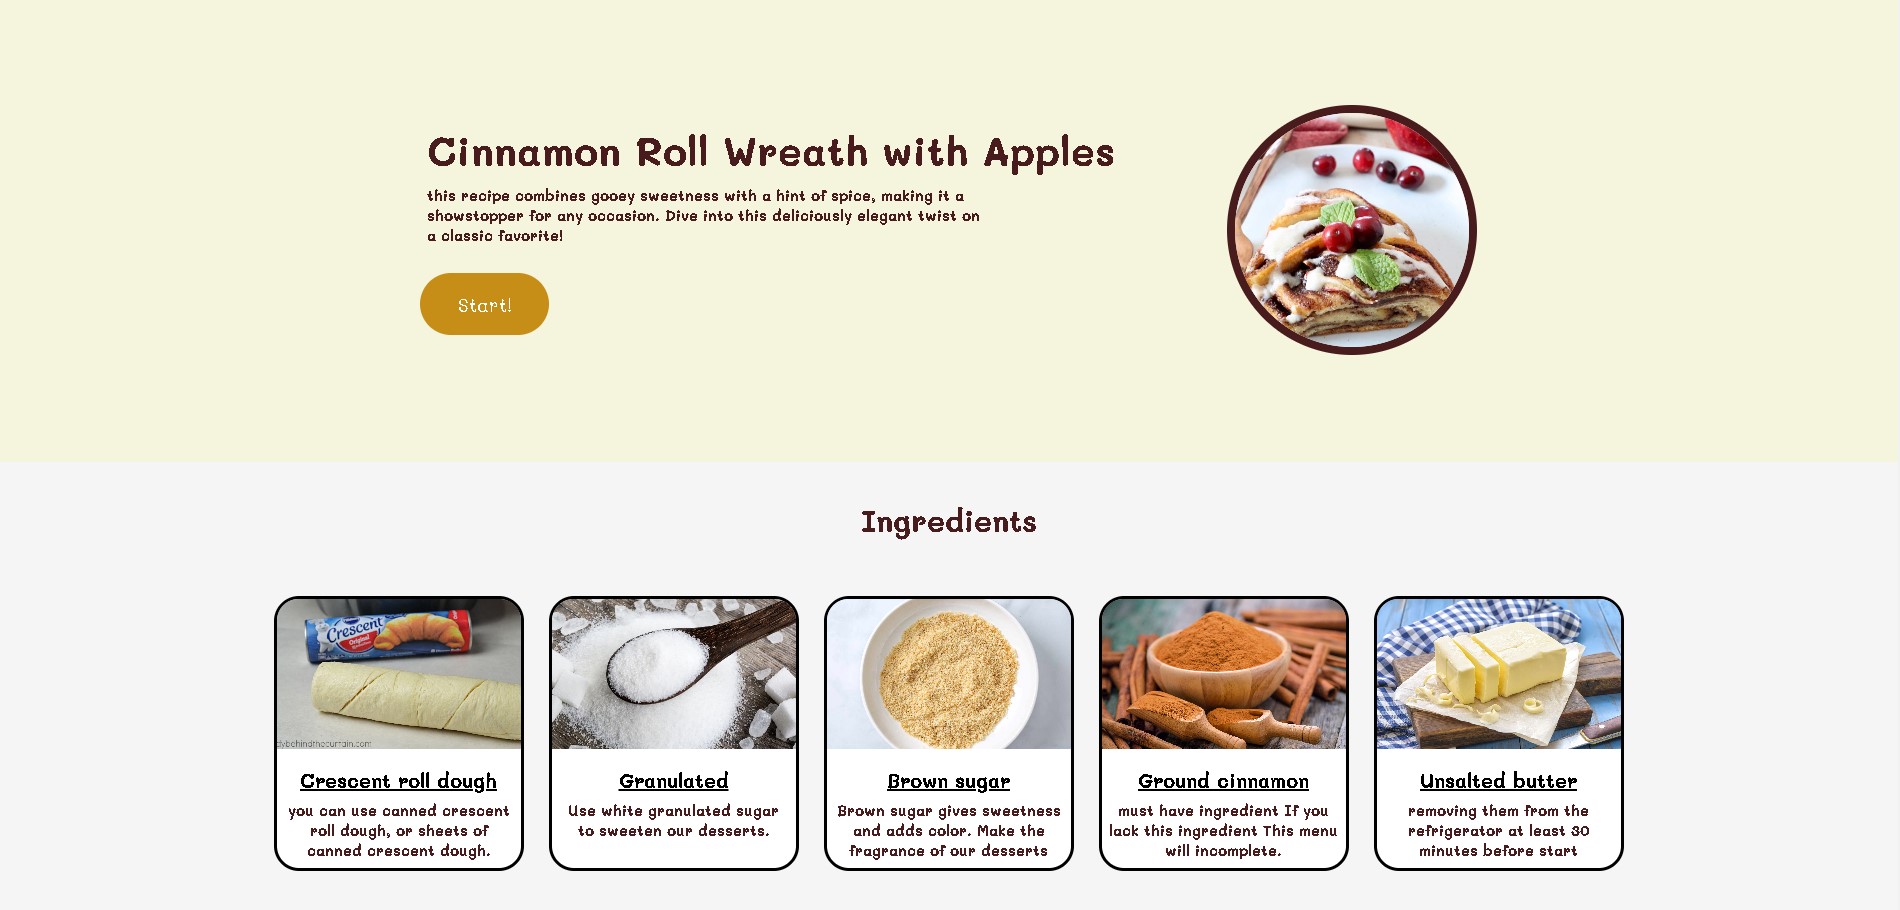 Cinnamon Roll Wreath with Apples
this recipe combines gooey sweetness with a hint of spice, making it a
showstopper for any occasion. Dive into this deliciously elegant twist on
a classic favorite!
Start!
Ingredients
Crescent
Original
dybehindthecurtain.com
Crescent roll dough
you can use canned crescent
roll dough, or sheets of
canned crescent dough.
Granulated
Use white granulated sugar
to sweeten our desserts.
Brown sugar
Brown sugar gives sweetness
and adds color. Make the
fragrance of our desserts
Ground cinnamon
must have ingredient If you
lack this ingredient This menu
will incomplete.
Unsalted butter
removing them from the
refrigerator at least 30
minutes before start